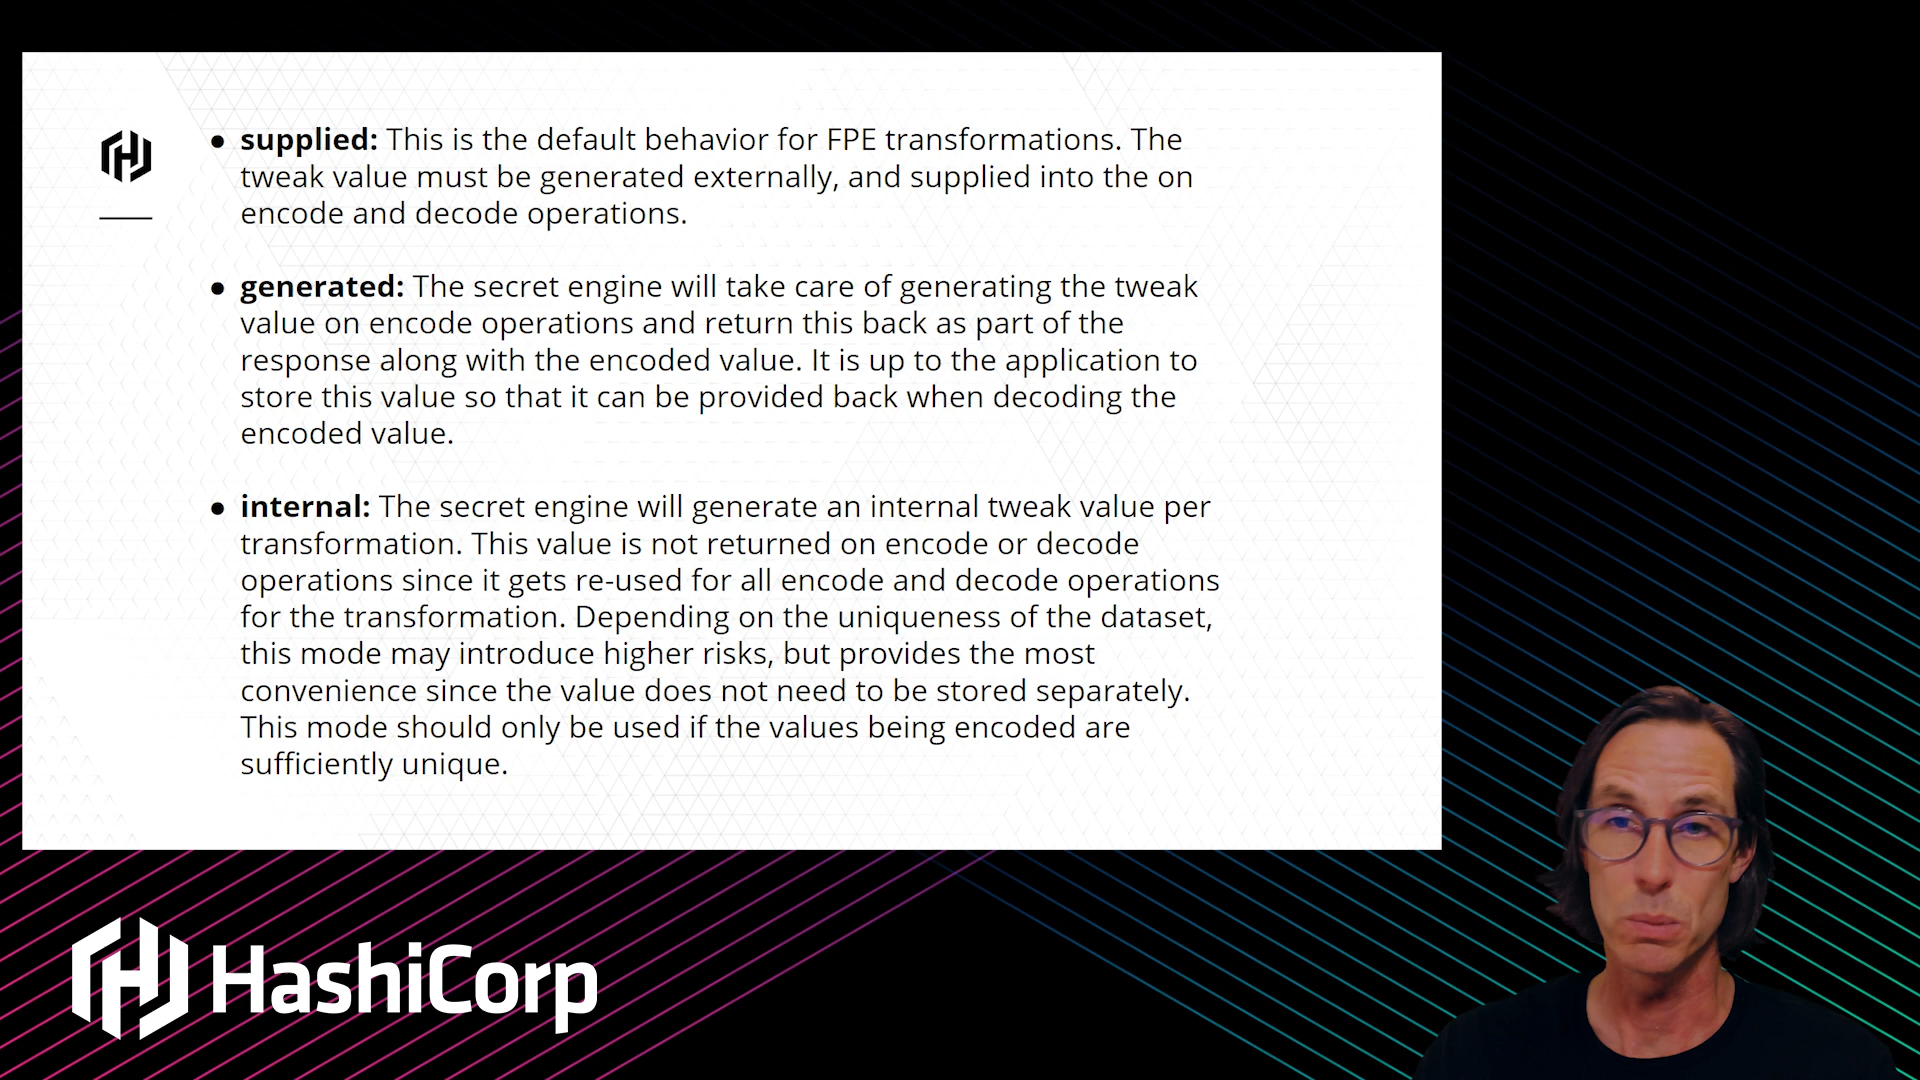 ● supplied: This is the default behavior for FPE transformations. The
tweak value must be generated externally, and supplied into the on
encode and decode operations.
● generated: The secret engine will take care of generating the tweak
value on encode operations and return this back as part of the
response along with the encoded value. It is up to the application to
store this value so that it can be provided back when decoding the
encoded value.
● internal: The secret engine will generate an internal tweak value per
transformation. This value is not returned on encode or decode
operations since it gets re-used for all encode and decode operations
for the transformation. Depending on the uniqueness of the dataset,
this mode may introduce higher risks, but provides the most
convenience since the value does not need to be stored separately.
This mode should only be used if the values being encoded are
sufficiently unique.
HashiCorp